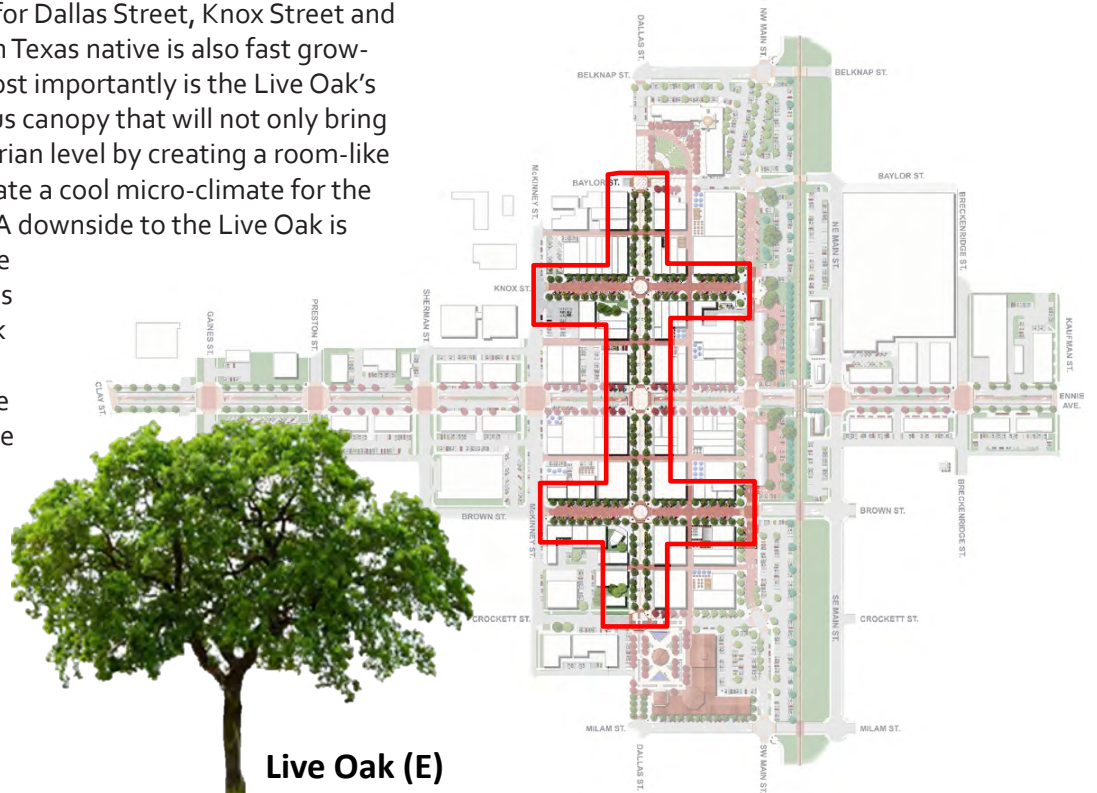 for Dallas Street, Knox Street and
n Texas native is also fast grow-
ost importantly is the Live Oak's
us canopy that will not only bring
rian level by creating a room-like
ate a cool micro-climate for the
A downside to the Live Oak is
e
s
k
e
e
DALLAS ST.
NW MAIN ST.
BELKNAP ST.
BELKNAP ST.
McKINNEY ST.
BAYLOR ST.
BAYLOR ST.
BRECKENRIDGE ST.
NE MAIN ST.
KNOX ST.
SHERMAN ST.
PRESTON ST.
GAINES ST.
KAUFMAN ST.
CLAY ST.
ENNIS
AVE.
BROWN ST.
McKINNEY ST.
BROWN ST.
BRECKENRIDGE ST.
CROCKETT ST.
SE MAIN ST.
CROCKETT ST.
MILAM ST.
MILAM ST.
DALLAS ST.
SW MAIN ST.
Live Oak (E)